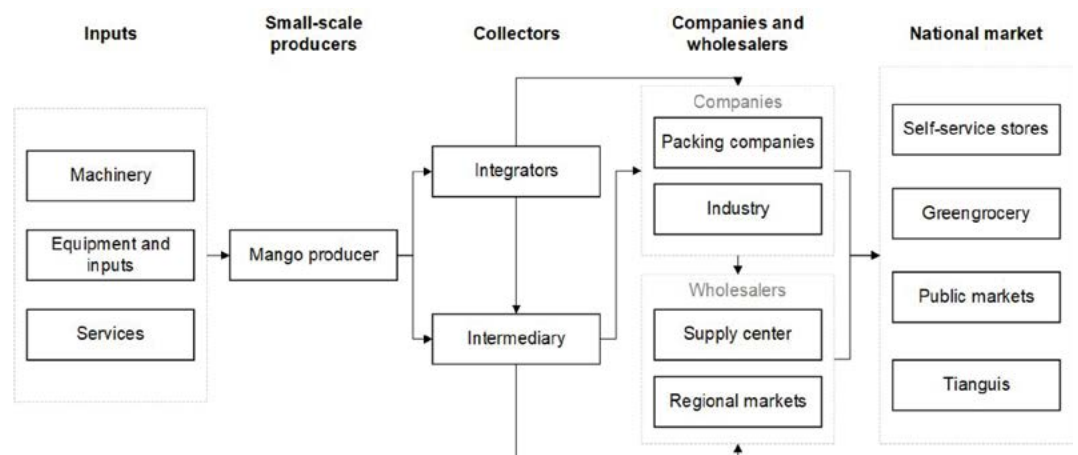 Inputs
Small-scale
producers
Collectors
Companies and
wholesalers
National market
Machinery
Equipment and
inputs
Services
Mango producer
Integrators
Intermediary
Companies
Packing companies
Industry
Wholesalers
Supply center
Regional markets
Self-service stores
Greengrocery
Public markets
Tianguis